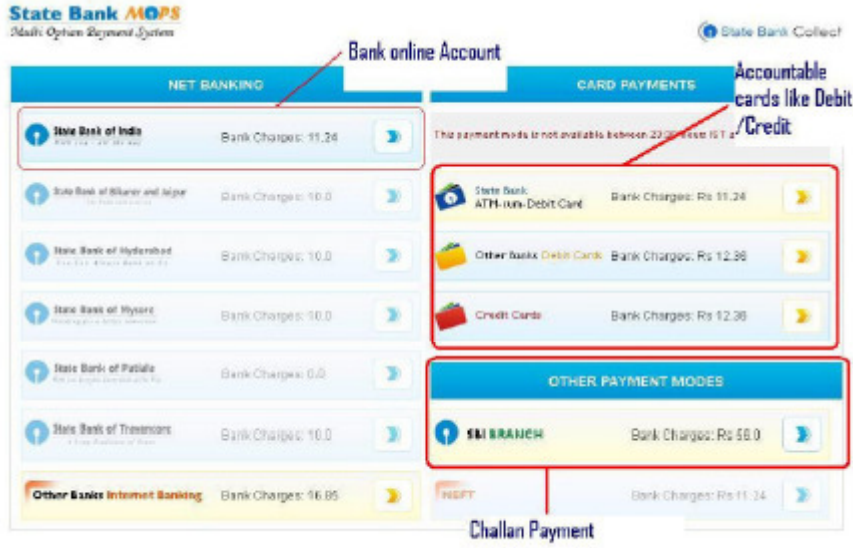 State Bank MOPS
Multi Option Payment System
State Bank Collect
Bank online Account
NET BANKING
State Bank of India
Bank Charges: 11.24
State Bank of Bikaner and Jaipur
Bank Charges: 10.0
State Bank of Hyderabad
Bank Charges: 10.0
State Bank of Mysore
Bank Charges: 10.0
State Bank of Patiala
Bank Charges: 0.0
State Bank of Travancore
Bank Charges: 10.0
Other Banks Internet Banking Bank Charges: 16.85
CARD PAYMENTS
Accountable
cards like Debit
/Credit
This payment mode is not available between
State Bank
ATM-cum-Debit Card Bank Charges: Rs 11.24
Other Banks Debit Cards Bank Charges: Rs 12.36
Credit Cards Bank Charges: Rs 12.36
OTHER PAYMENT MODES
SBI BRANCH Bank Charges: Rs 56.0
NEFT Bank Charges: Rs 11.24
Challan Payment